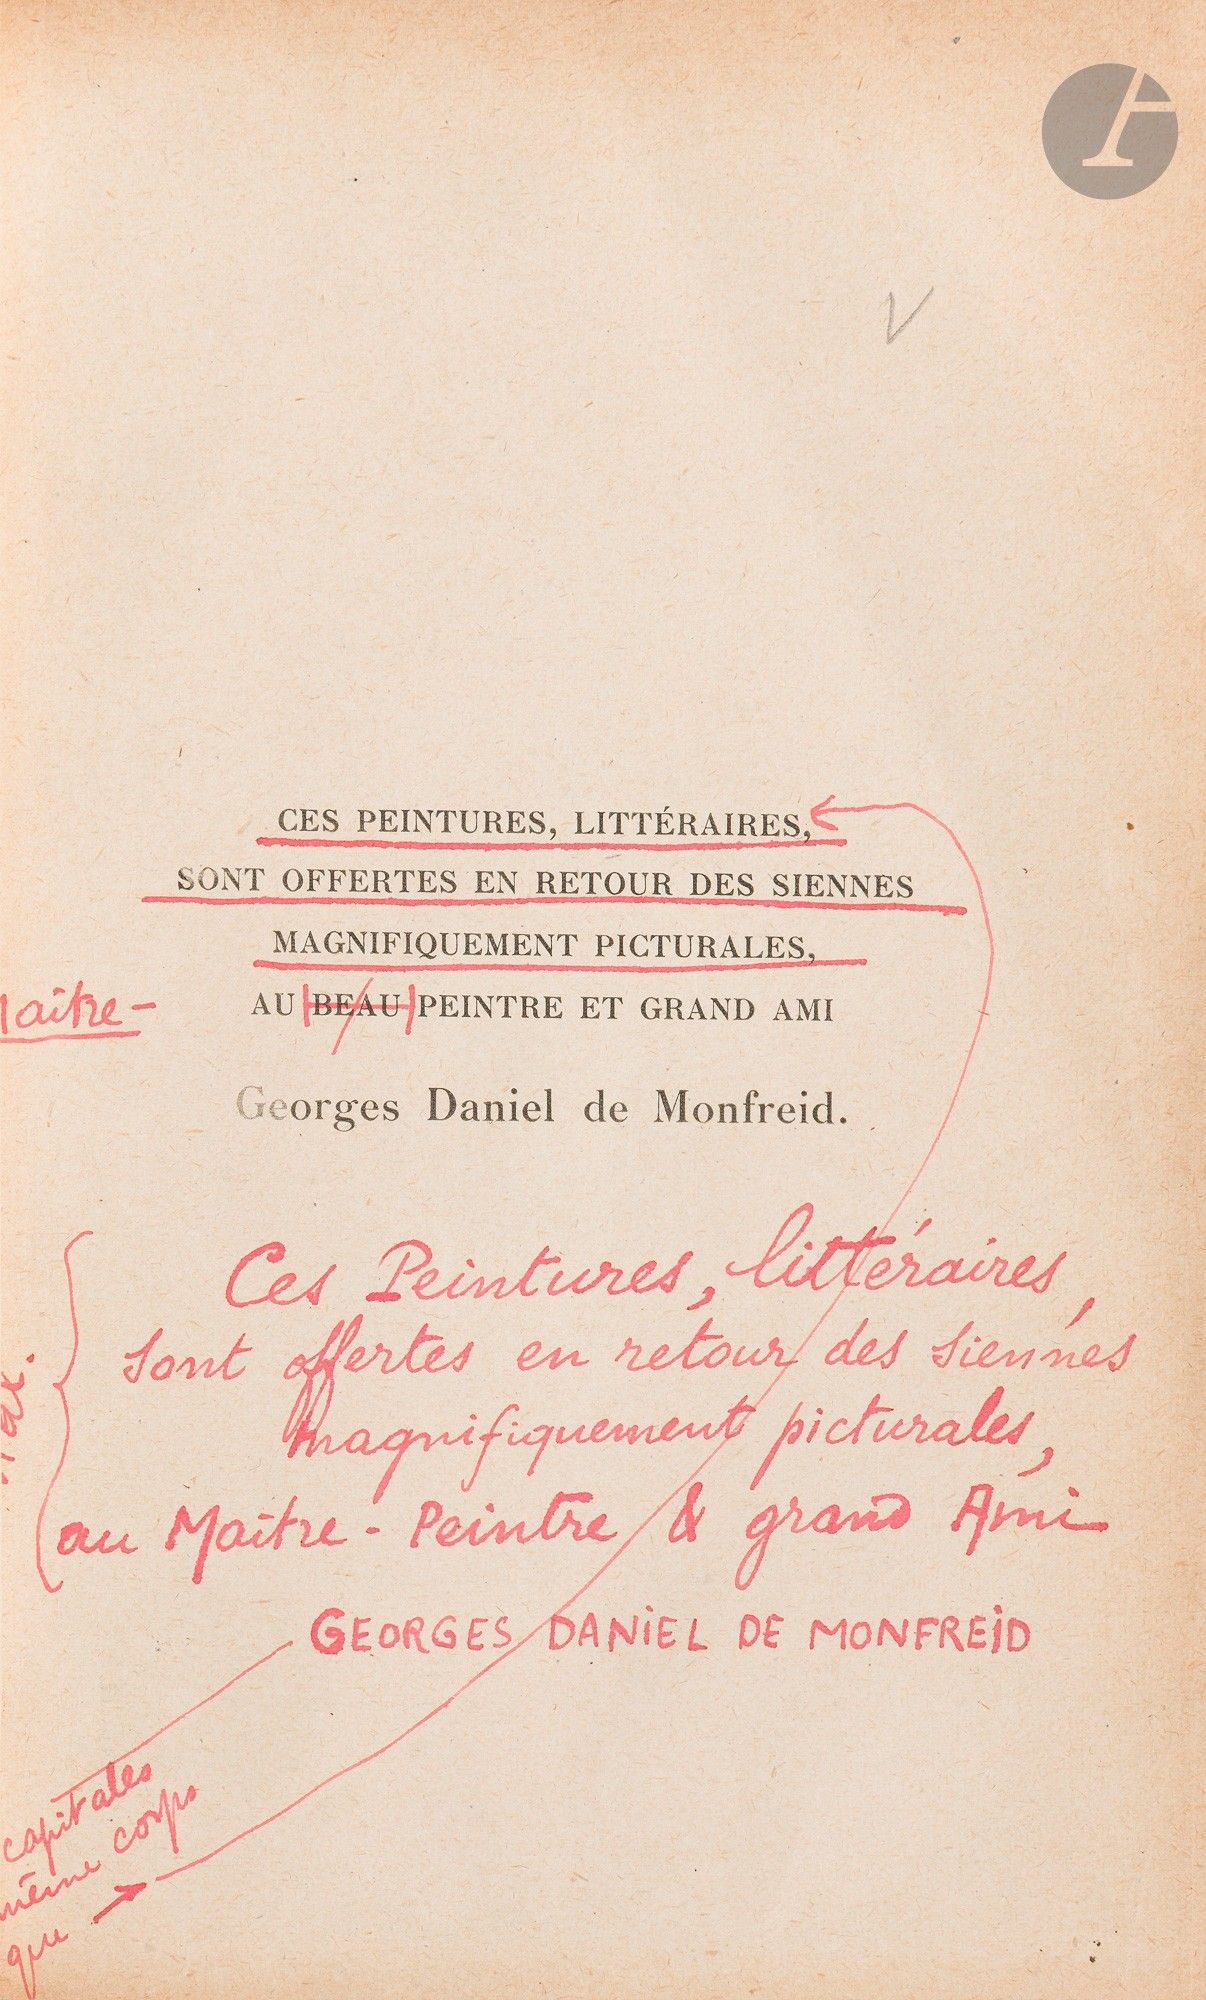 V
CES PEINTURES, LITTÉRAIRES,
SONT OFFERTES EN RETOUR DES SIENNES
MAGNIFIQUEMENT PICTURALES,
Maître-
AU BEAU PEINTRE ET GRAND AMI
Georges Daniel de Monfreid.
Ces Peintures, littéraires,
sont offertes en retour des siennes
magnifiquement picturales,
au Maître - Peintre & grand Ami
GEORGES DANIEL DE MONFREID
capitales
même corps
que